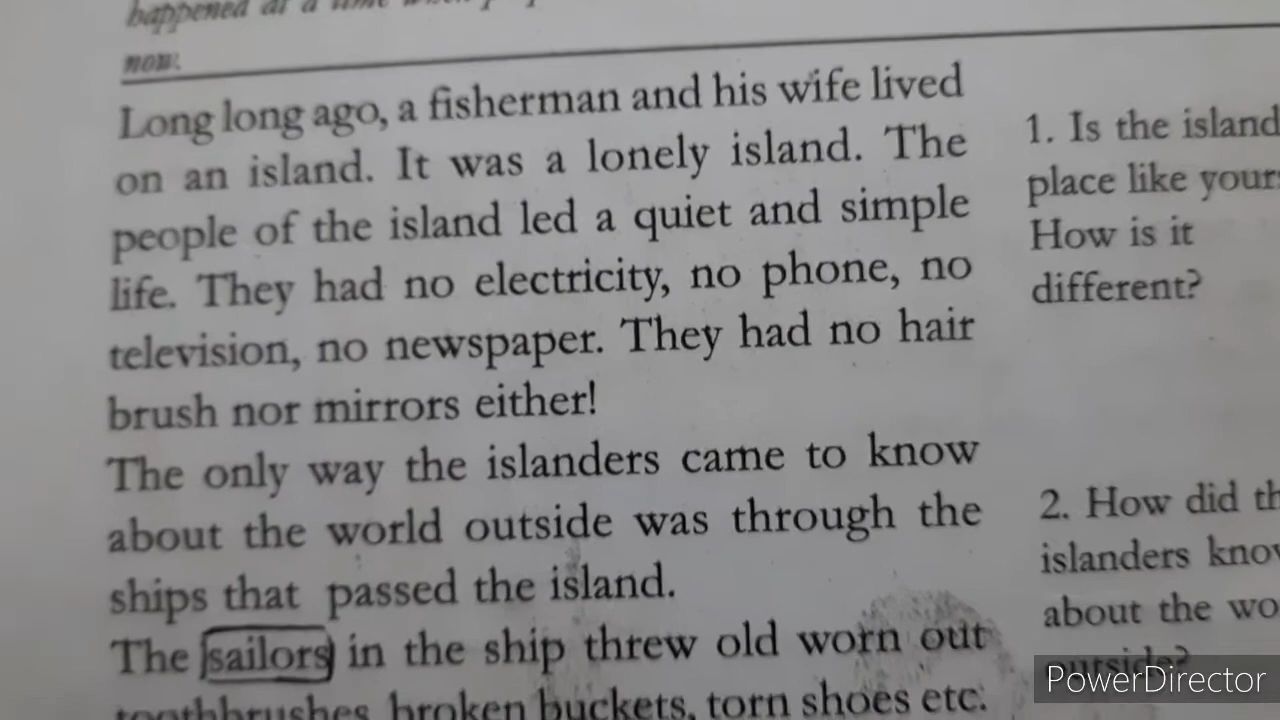 happened at a time when
now.
Long long ago, a fisherman and his wife lived
on an island. It was a lonely island. The
people of the island led a quiet and simple
life. They had no electricity, no phone, no
television, no newspaper. They had no hair
brush nor mirrors either!
The only way the islanders came to know
about the world outside was through the
ships that passed the island.
The sailors in the ship threw old worn out
toothbrushes, broken buckets, torn shoes etc.
1. Is the island
place like your
How is it
different?
2. How did th
islanders know
about the wo
outside?
PowerDirector